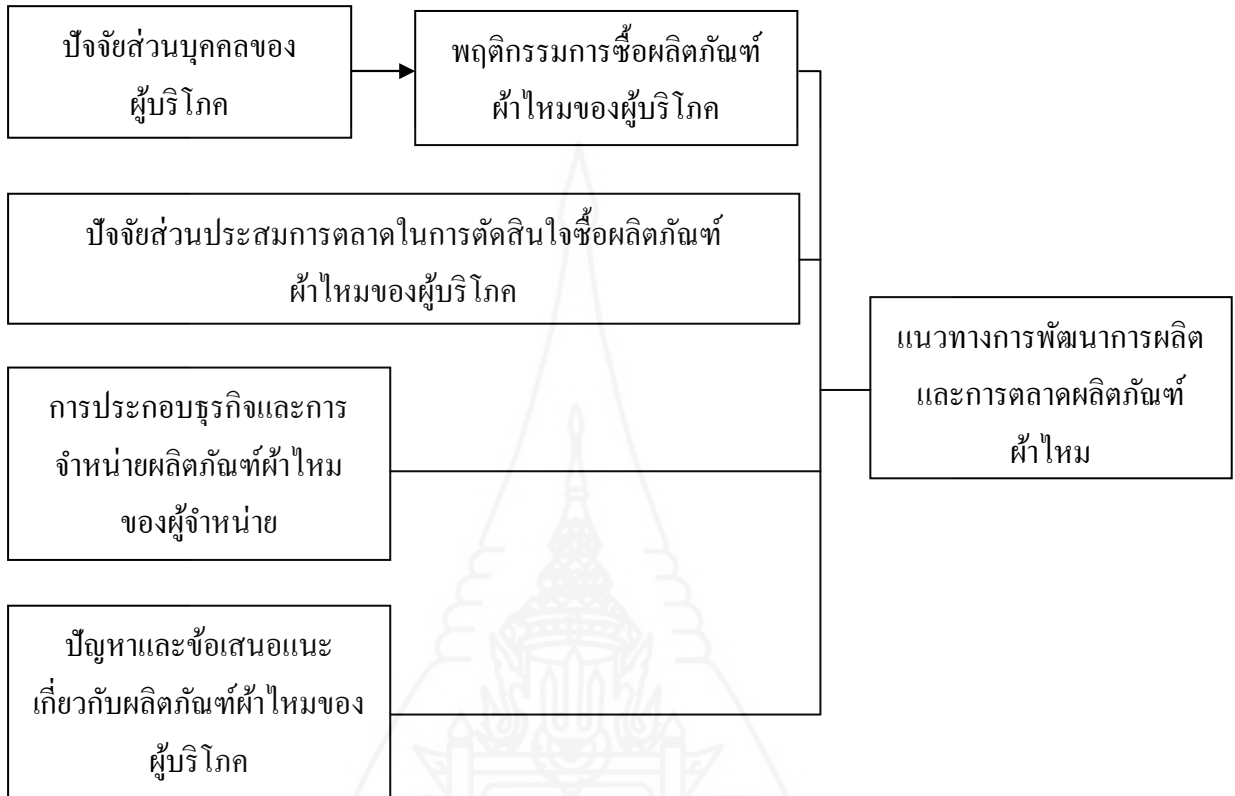 ปัจจัยส่วนบุคคลของ
ผู้บริโภค
พฤติกรรมการซื้อผลิตภัณฑ์
ผ้าไหมของผู้บริโภค
ปัจจัยส่วนประสมการตลาดในการตัดสินใจซื้อผลิตภัณฑ์
ผ้าไหมของผู้บริโภค
การประกอบธุรกิจและการ
จำหน่ายผลิตภัณฑ์ผ้าไหม
ของผู้จำหน่าย
ปัญหาและข้อเสนอแนะ
เกี่ยวกับผลิตภัณฑ์ผ้าไหมของ
ผู้บริโภค
แนวทางการพัฒนาการผลิต
และการตลาดผลิตภัณฑ์
ผ้าไหม